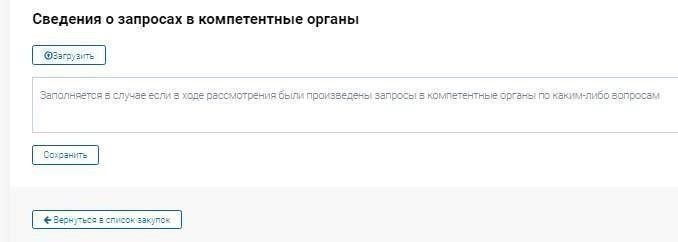 Сведения о запросах в компетентные органы
Загрузить
Заполняется в случае если в ходе рассмотрения были произведены запросы в компетентные органы по каким-либо вопросам
Сохранить
Вернуться в список закупок